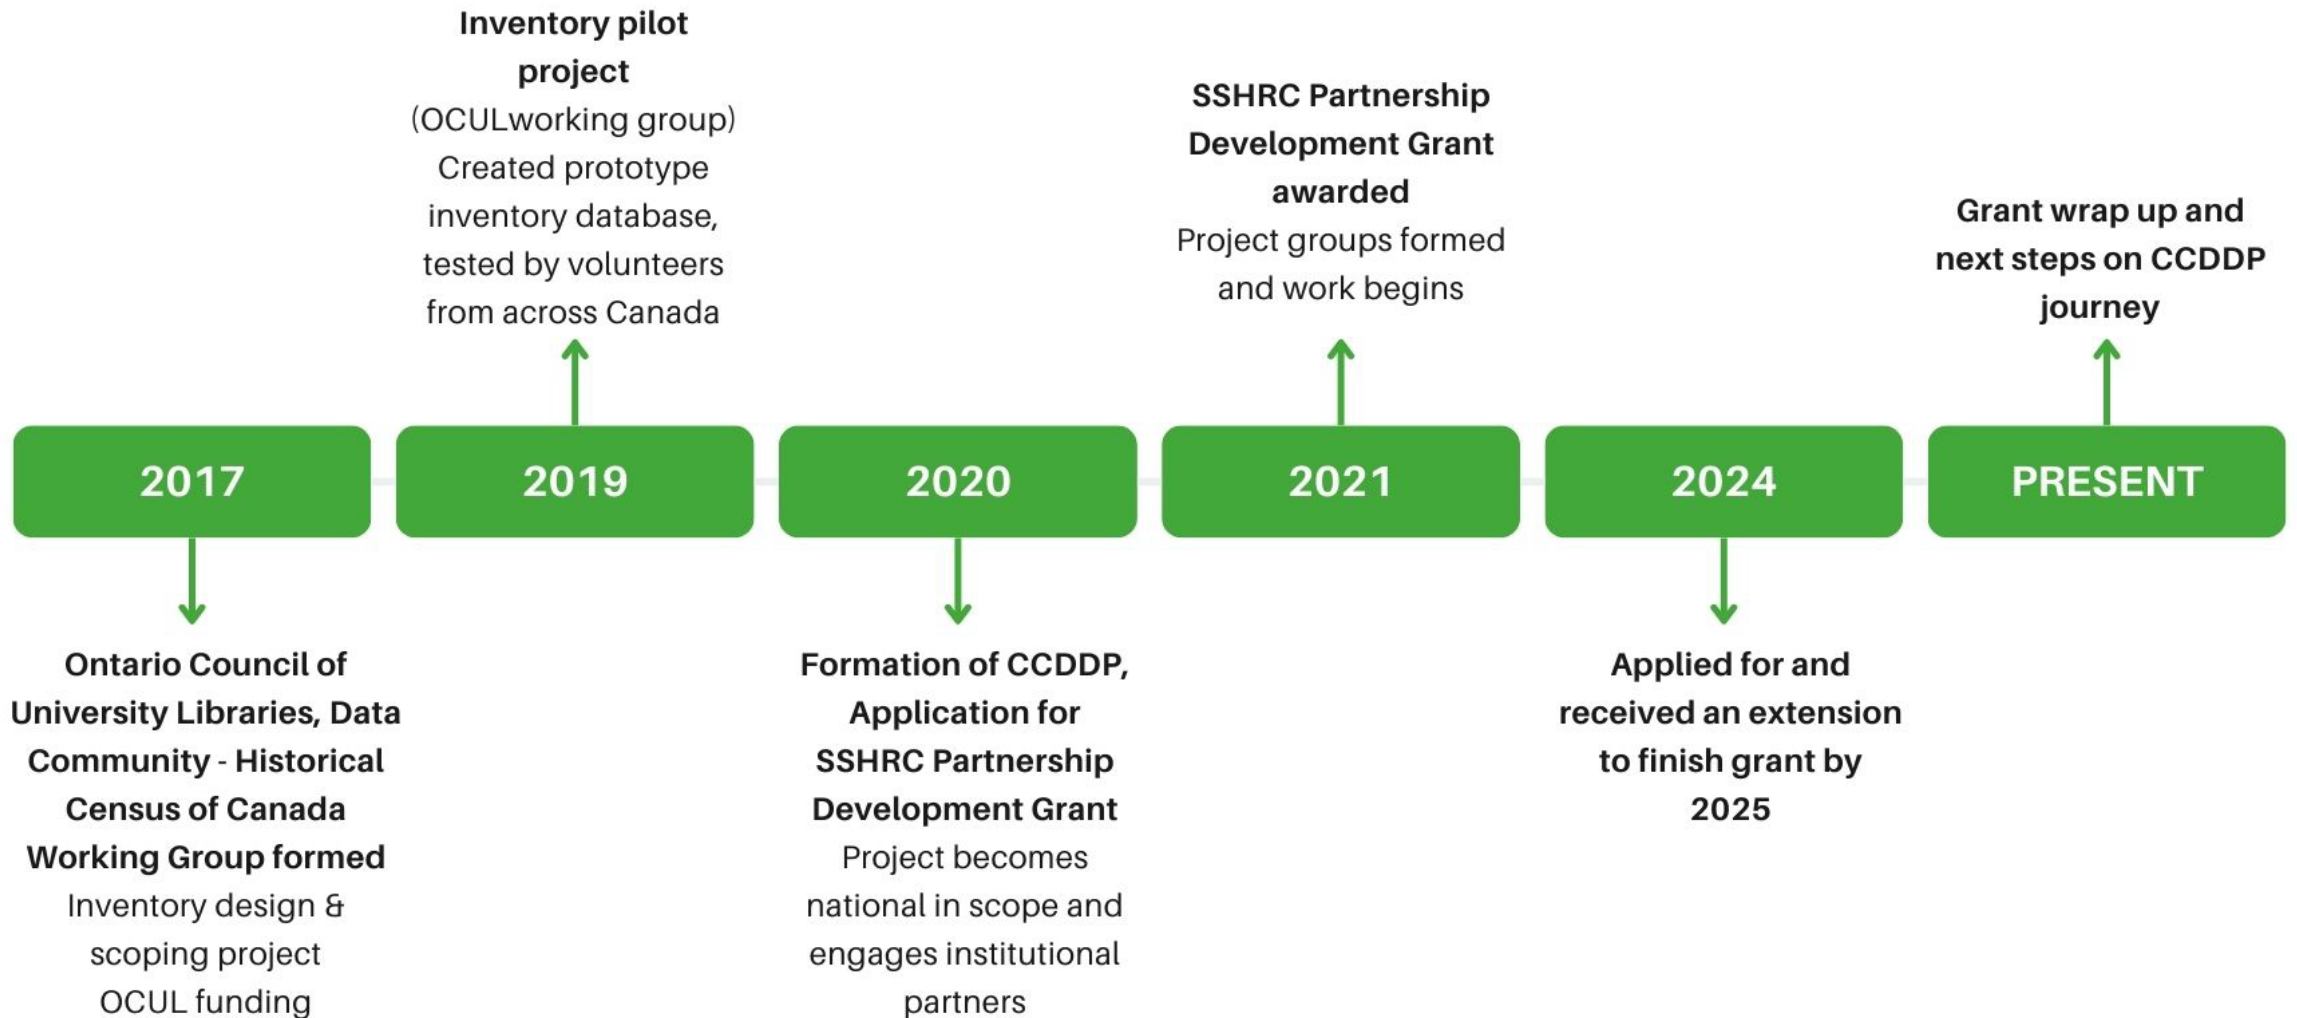 Inventory pilot
project
(OCULworking group)
Created prototype
inventory database,
tested by volunteers
from across Canada
SSHRC Partnership
Development Grant
awarded
Project groups formed
and work begins
Grant wrap up and
next steps on CCDDP
journey
2017
2019
2020
2021
2024
PRESENT
Ontario Council of
University Libraries, Data
Community - Historical
Census of Canada
Working Group formed
Inventory design &
scoping project
OCUL funding
Formation of CCDDP,
Application for
SSHRC Partnership
Development Grant
Project becomes
national in scope and
engages institutional
partners
Applied for and
received an extension
to finish grant by
2025